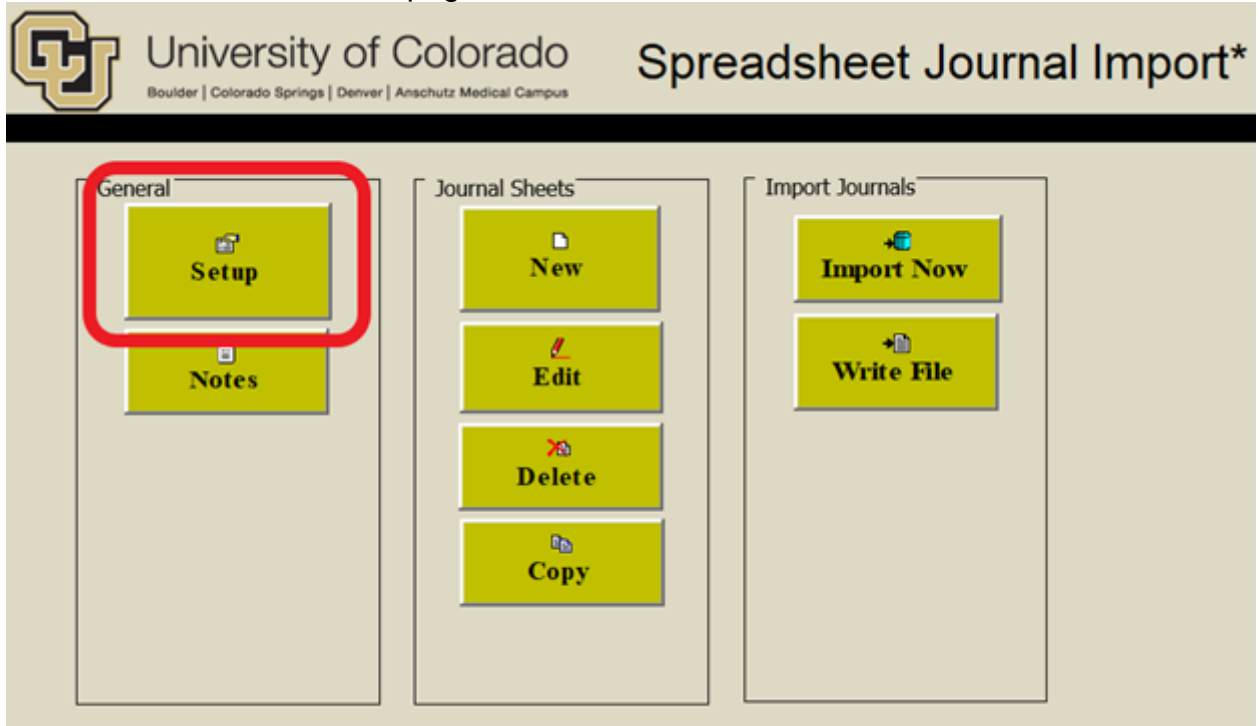 University of Colorado
Boulder | Colorado Springs | Denver | Anschutz Medical Campus
Spreadsheet Journal Import*
General
Setup
Notes
Journal Sheets
New
Edit
Delete
Copy
Import Journals
Import Now
Write File